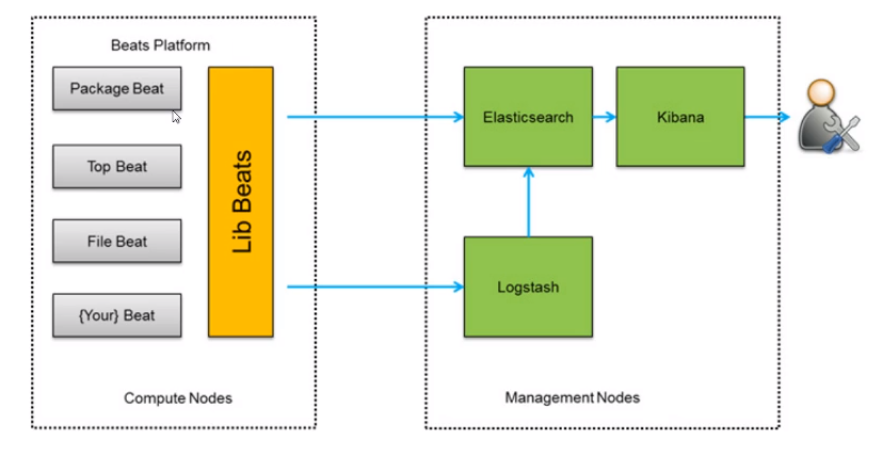 Beats Platform
Package Beat
Top Beat
File Beat
{Your} Beat
Lib Beats
Compute Nodes
Elasticsearch
Kibana
Logstash
Management Nodes